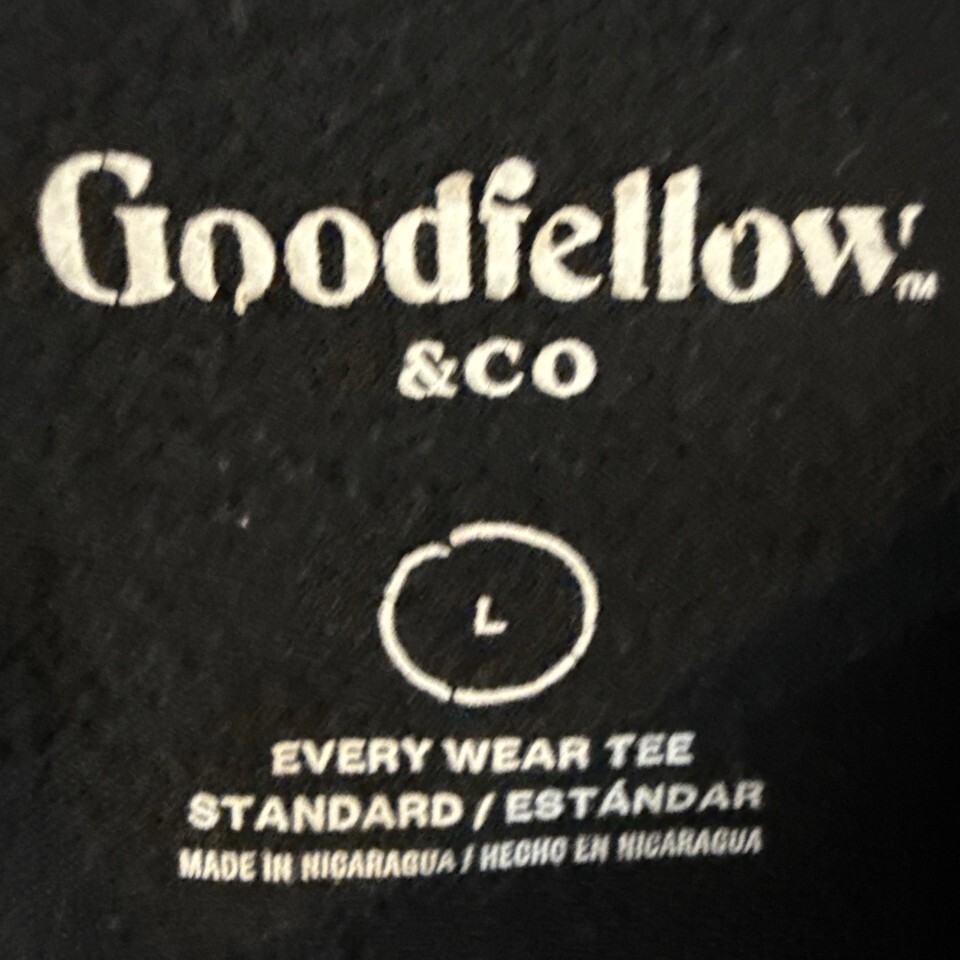 Goodfellow™
&CO
L
EVERY WEAR TEE
STANDARD / ESTÁNDAR
MADE IN NICARAGUA / HECHO EN NICARAGUA